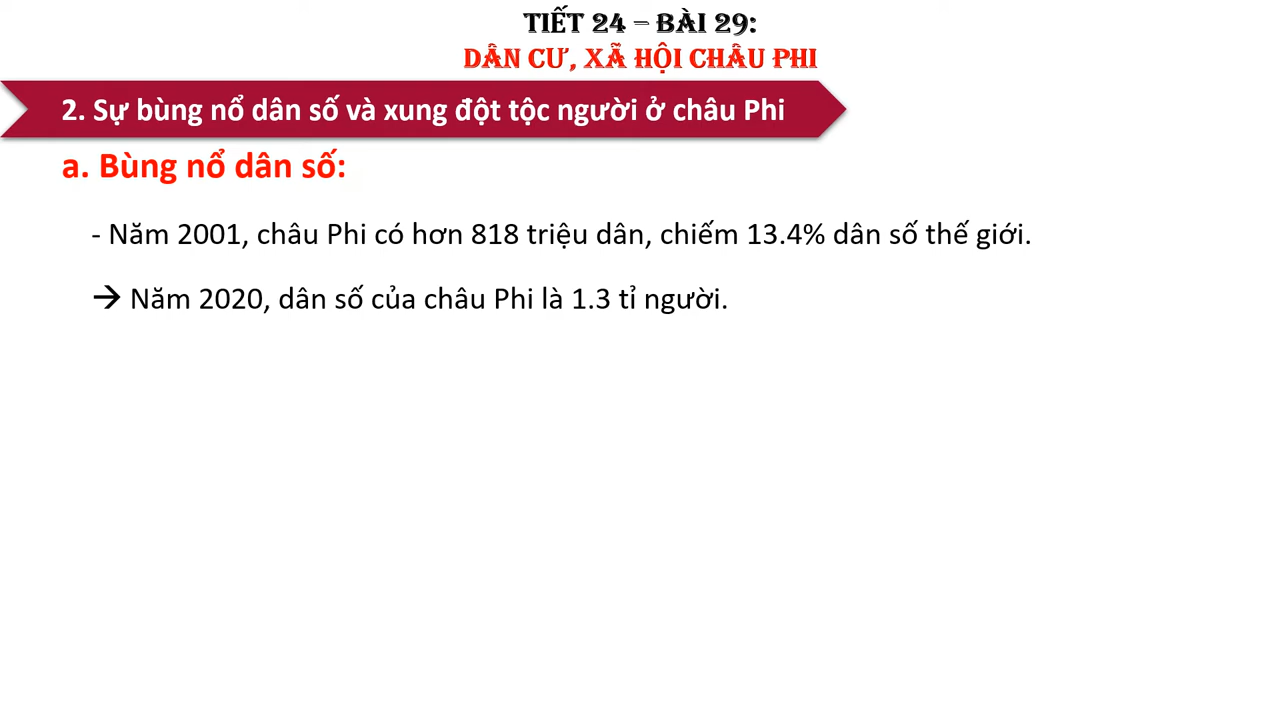 TIẾT 24 – BÀI 29:
DÂN CƯ, XÃ HỘI CHÂU PHI
2. Sự bùng nổ dân số và xung đột tộc người ở châu Phi
a. Bùng nổ dân số:
- Năm 2001, châu Phi có hơn 818 triệu dân, chiếm 13.4% dân số thế giới.
→ Năm 2020, dân số của châu Phi là 1.3 tỉ người.